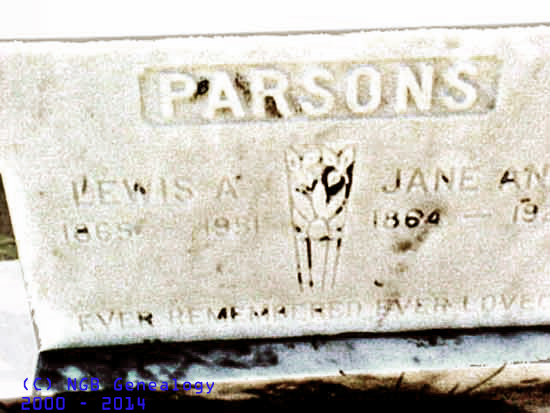 PARSONS
LEWIS A JANE AN
1865 1951 1864 — 19
EVER REMEMBERED EVER LOVED
(C) NGB Genealogy
2000 - 2014